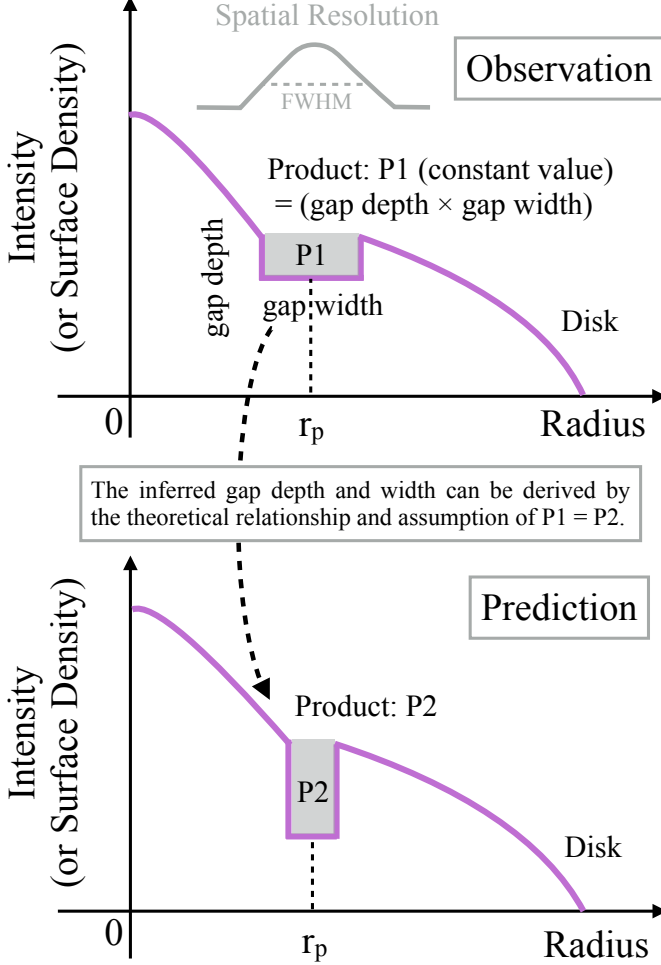 Spatial Resolution
FWHM
Observation
Intensity
(or Surface Density)
Product: P1 (constant value)
= (gap depth × gap width)
P1
gap depth
gap width
Disk
0
rₚ
Radius
The inferred gap depth and width can be derived by
the theoretical relationship and assumption of P1 = P2.
Prediction
Intensity
(or Surface Density)
Product: P2
P2
Disk
0
rₚ
Radius